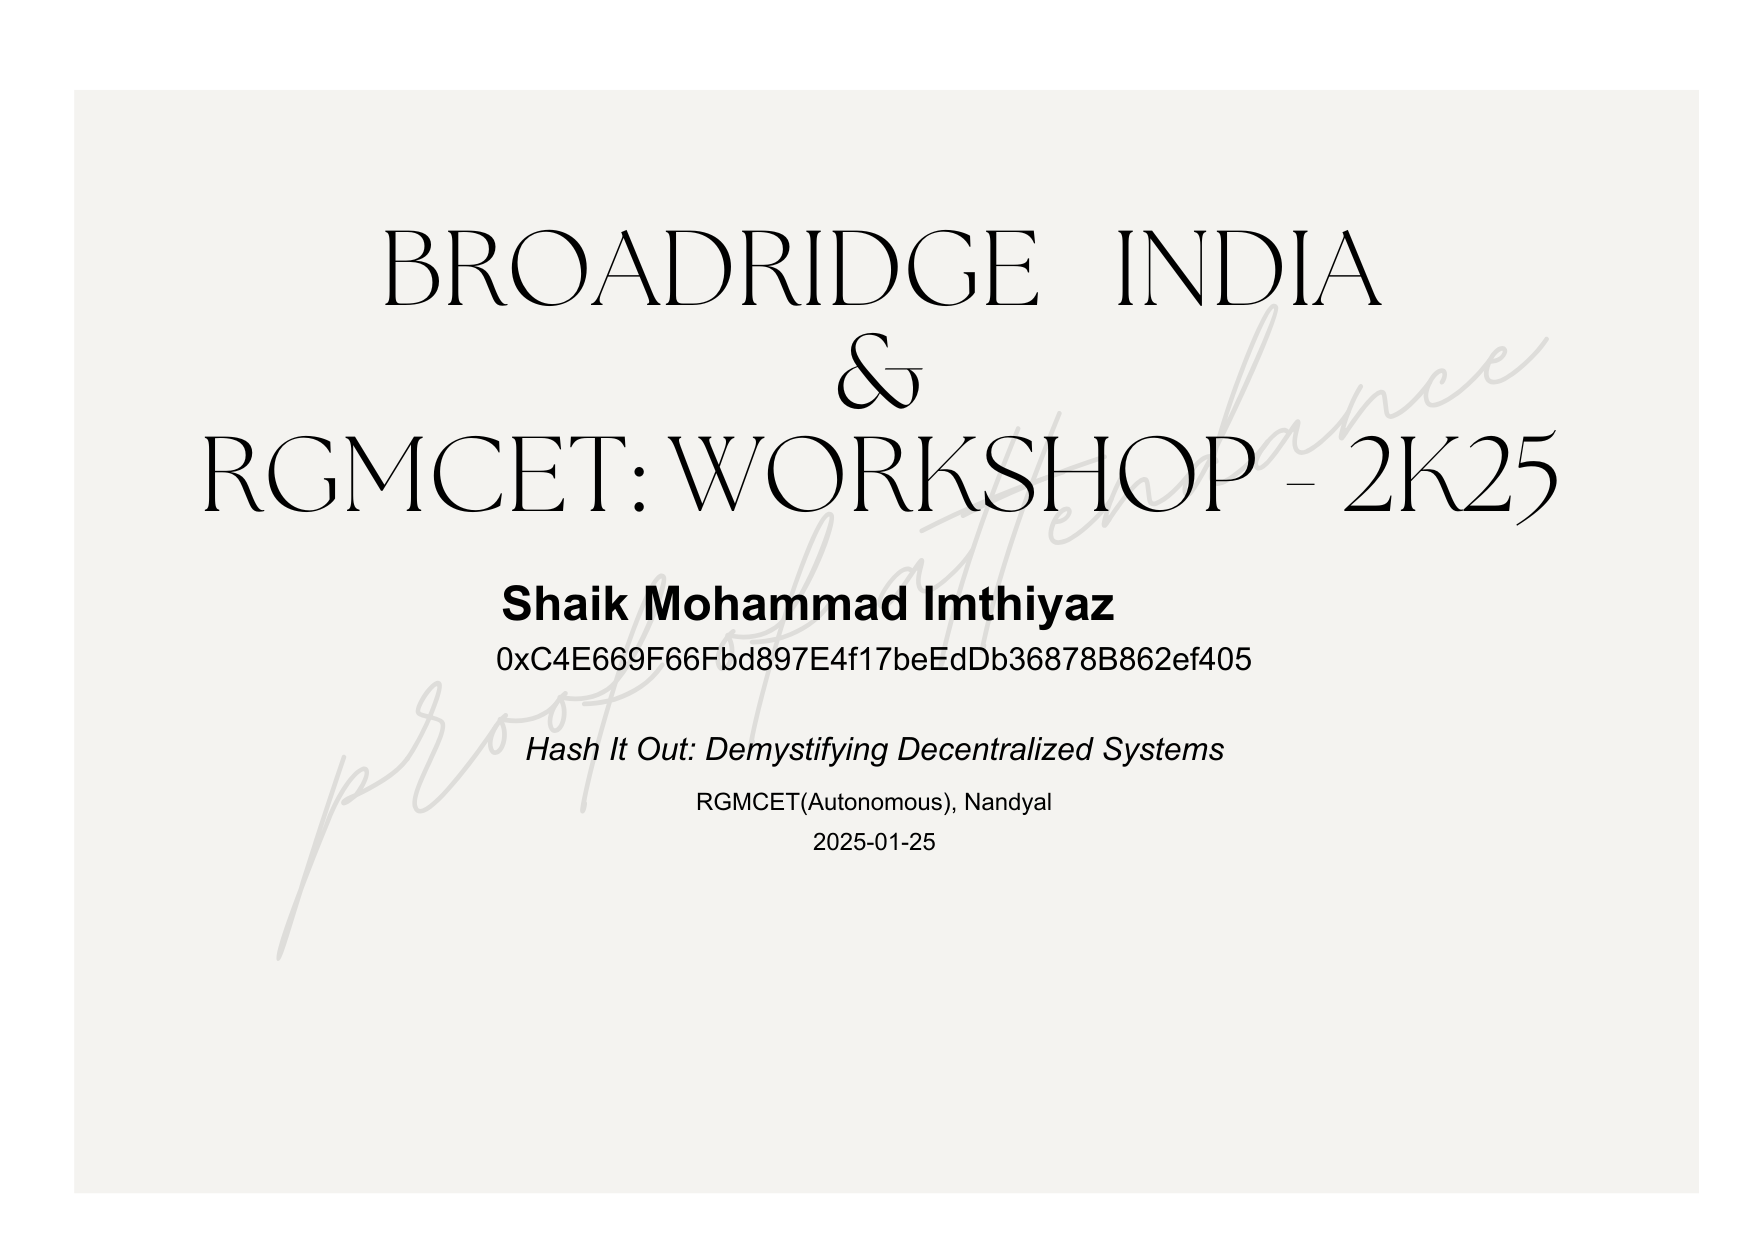 BROADRIDGE INDIA
&
RGMCET: WORKSHOP - 2K25
proof of attendance
Shaik Mohammad Imthiyaz
0xC4E669F66Fbd897E4f17beEdDb36878B862ef405
Hash It Out: Demystifying Decentralized Systems
RGMCET(Autonomous), Nandyal
2025-01-25